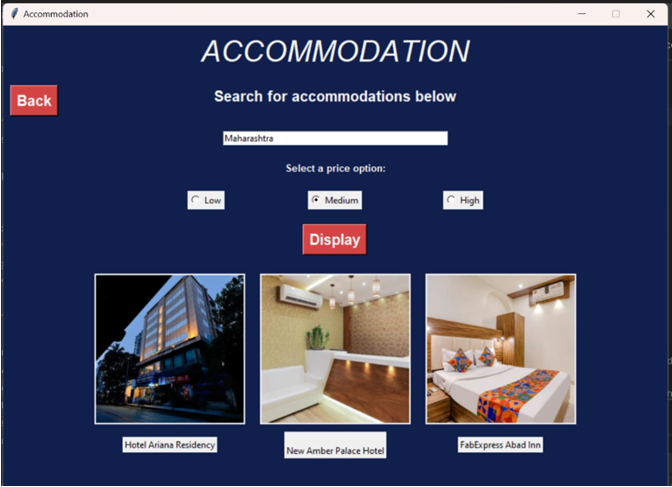 Accommodation
ACCOMMODATION
Back
Search for accommodations below
Maharashtra
Select a price option:
Low
Medium
High
Display
Hotel Ariana Residency
New Amber Palace Hotel
FabExpress Abad Inn